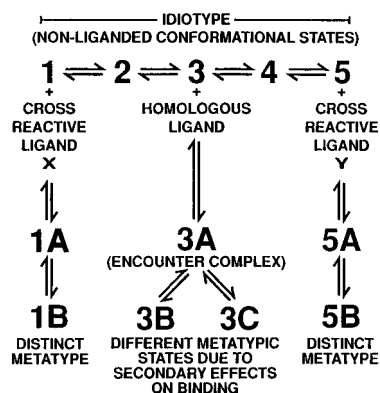 IDIOTYPE
(NON-LIGANDED CONFORMATIONAL STATES)
1 ⇌ 2 ⇌ 3 ⇌ 4 ⇌ 5
+ + +
CROSS HOMOLOGOUS CROSS
REACTIVE LIGAND REACTIVE
LIGAND LIGAND
X Y
1A 3A 5A
(ENCOUNTER COMPLEX)
1B 3B 3C 5B
DISTINCT DIFFERENT METATYPIC DISTINCT
METATYPE STATES DUE TO METATYPE
SECONDARY EFFECTS
ON BINDING